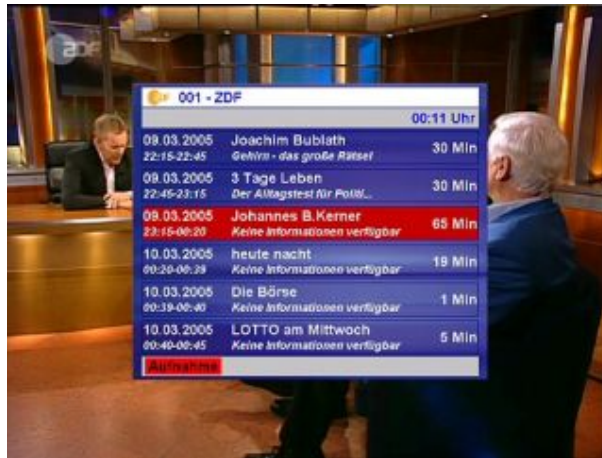 ZDF
ZDF 001 - ZDF
00:11 Uhr
09.03.2005 Joachim Bublath 30 Min
22:15-22:45 Gehirn - das große Rätsel
09.03.2005 3 Tage Leben 30 Min
22:45-23:15 Der Alltagstest für Politi...
09.03.2005 Johannes B.Kerner 65 Min
23:15-00:20 Keine Informationen verfügbar
10.03.2005 heute nacht 19 Min
00:20-00:39 Keine Informationen verfügbar
10.03.2005 Die Börse 1 Min
00:39-00:40 Keine Informationen verfügbar
10.03.2005 LOTTO am Mittwoch 5 Min
00:40-00:45 Keine Informationen verfügbar
Aufnahme